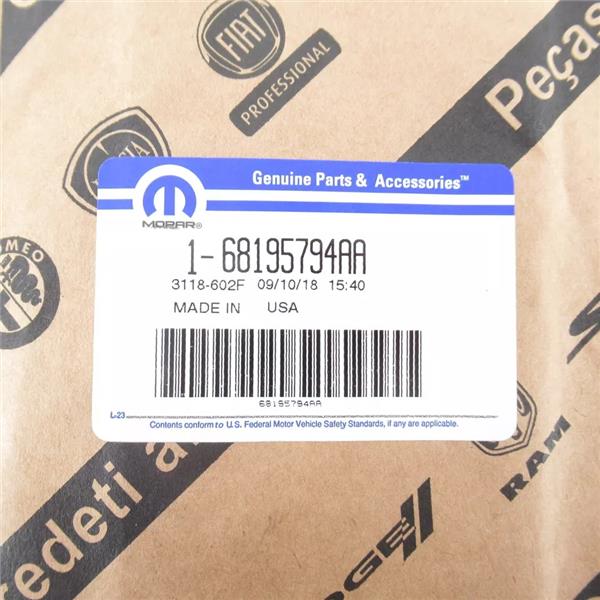 FIAT
PROFESSIONAL
Peças
Genuine Parts & Accessories™
MOPAR®
1-68195794AA
3118-602F 09/10/18 15:40
MADE IN USA
68195794AA
L-23
Contents conform to U.S. Federal Motor Vehicle Safety Standards, if any are applicable.
RAM